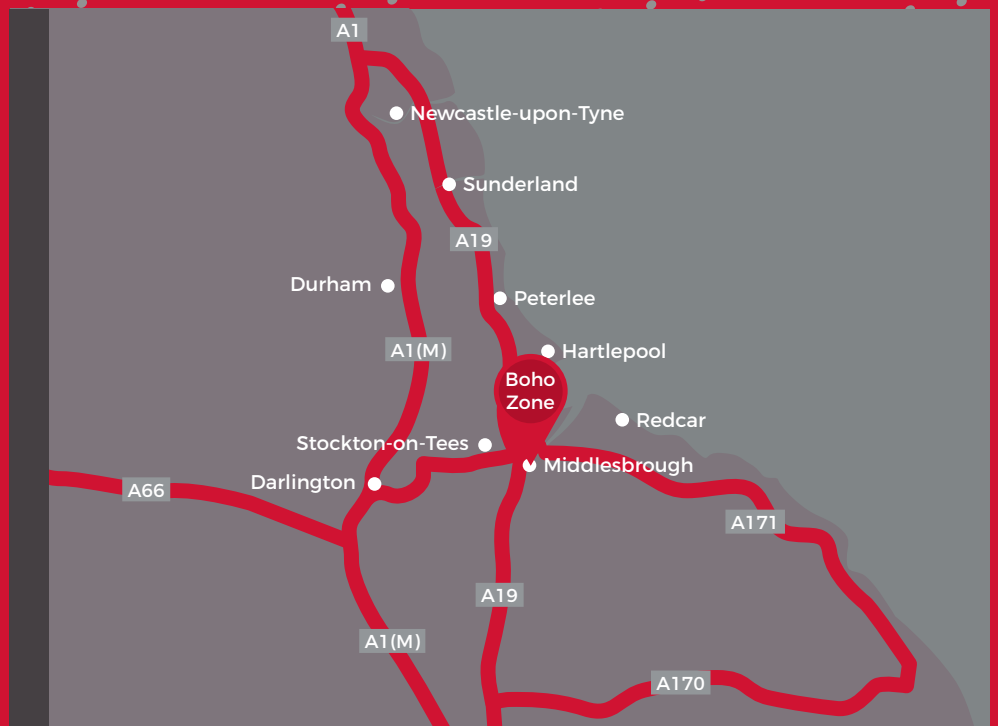 A1
Newcastle-upon-Tyne
Sunderland
A19
Durham
Peterlee
A1(M)
Hartlepool
Boho
Zone
Redcar
Stockton-on-Tees
Middlesbrough
Darlington
A66
A171
A19
A1(M)
A170